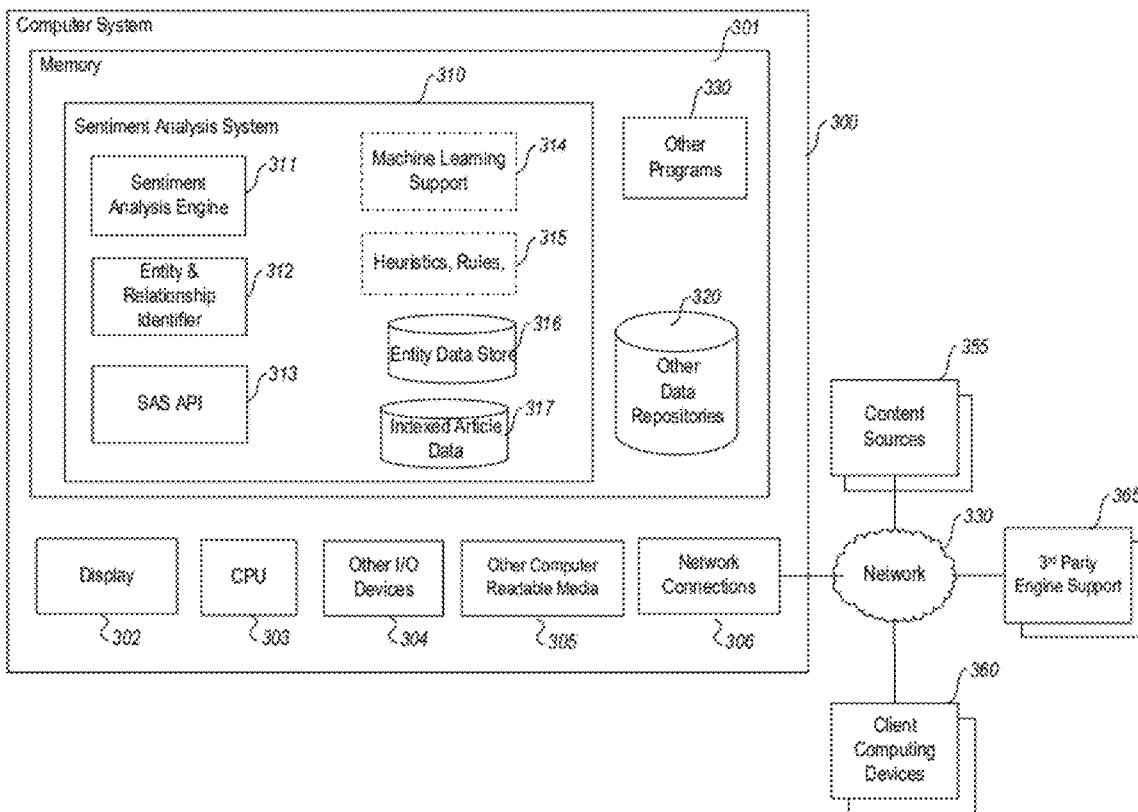 Computer System
Memory
301
310
330
300
Sentiment Analysis System
311
Sentiment
Analysis Engine
314
Machine Learning
Support
Other
Programs
312
Entity &
Relationship
Identifier
315
Heuristics, Rules,
316
Entity Data Store
320
Other
Data
Repositories
313
SAS API
317
Indexed Article
Data
355
Content
Sources
330
Network
365
3rd Party
Engine Support
Display
302
CPU
303
Other I/O
Devices
304
Other Computer
Readable Media
305
Network
Connections
306
360
Client
Computing
Devices